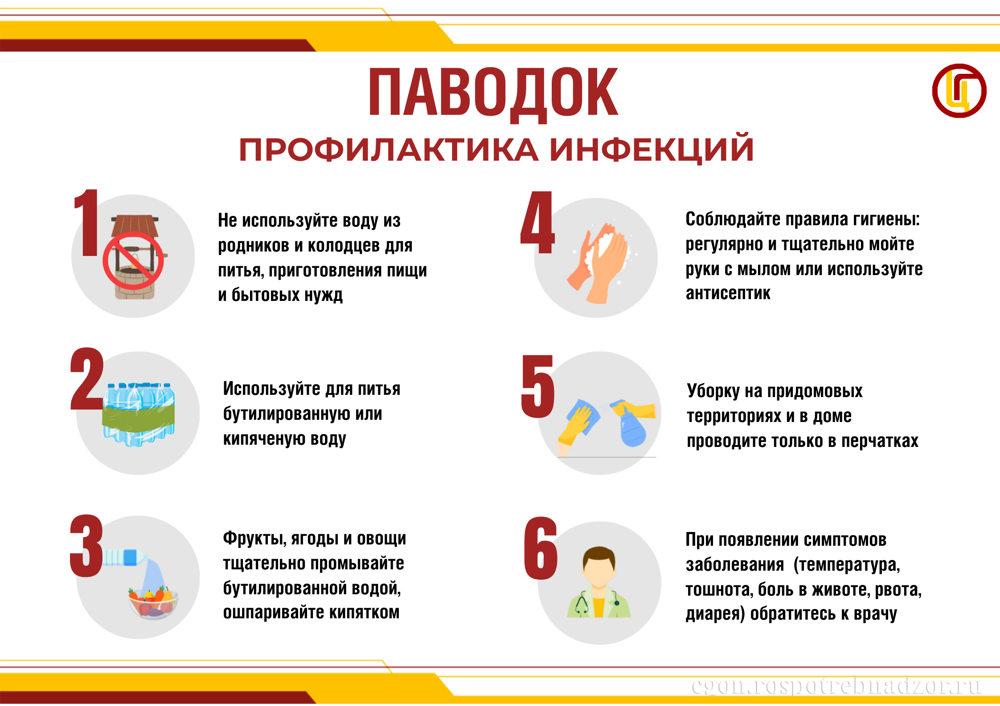 ПАВОДОК
ПРОФИЛАКТИКА ИНФЕКЦИЙ
1
Не используйте воду из
родников и колодцев для
питья, приготовления пищи
и бытовых нужд
2
Используйте для питья
бутилированную или
кипяченую воду
3
Фрукты, ягоды и овощи
тщательно промывайте
бутилированной водой,
ошпаривайте кипятком
4
Соблюдайте правила гигиены:
регулярно и тщательно мойте
руки с мылом или используйте
антисептик
5
Уборку на придомовых
территориях и в доме
проводите только в перчатках
6
При появлении симптомов
заболевания (температура,
тошнота, боль в животе, рвота,
диарея) обратитесь к врачу
cgon.rospotrebnadzor.ru